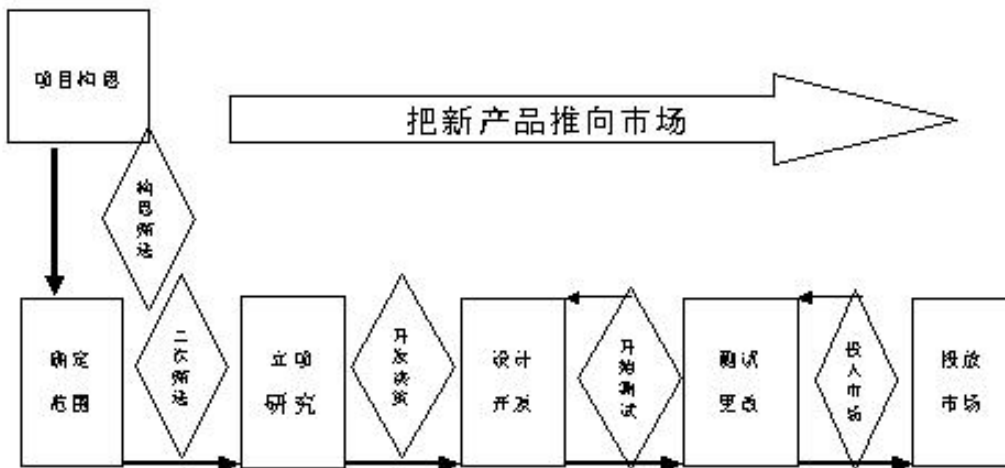 项目构思
把新产品推向市场
构思筛选
确定
范围
二次筛选
立项
研究
开发决策
设计
开发
开始测试
测试
更改
投入市场
投放
市场